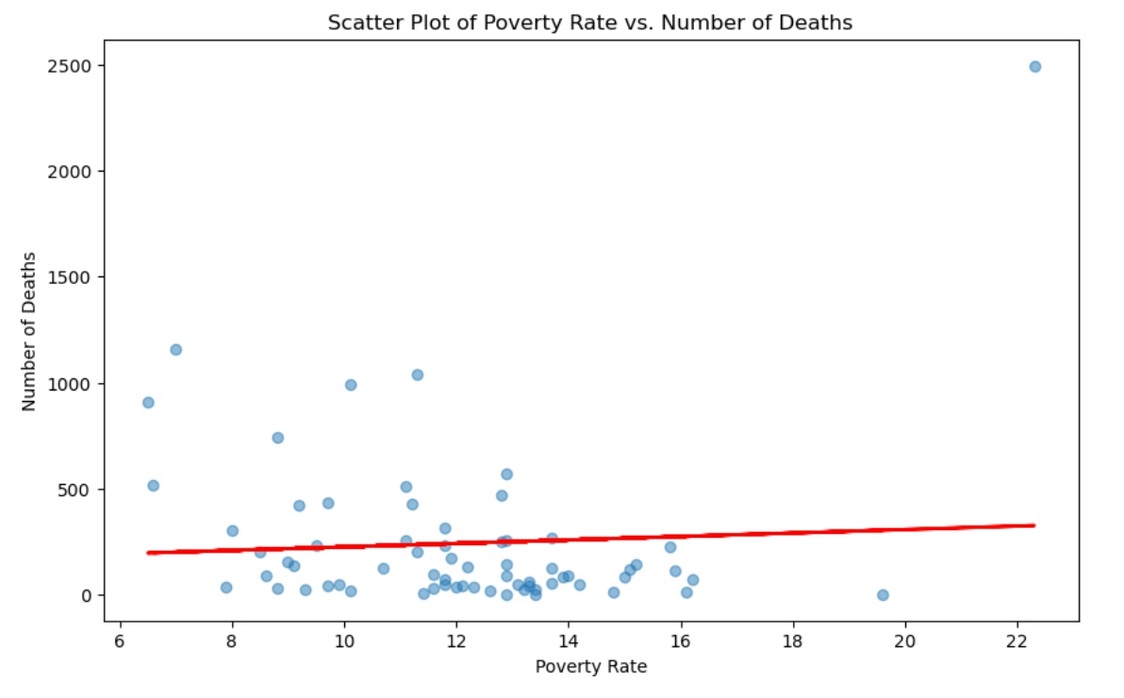 Scatter Plot of Poverty Rate vs. Number of Deaths
2500
2000
1500
1000
500
0
Number of Deaths
6 8 10 12 14 16 18 20 22
Poverty Rate